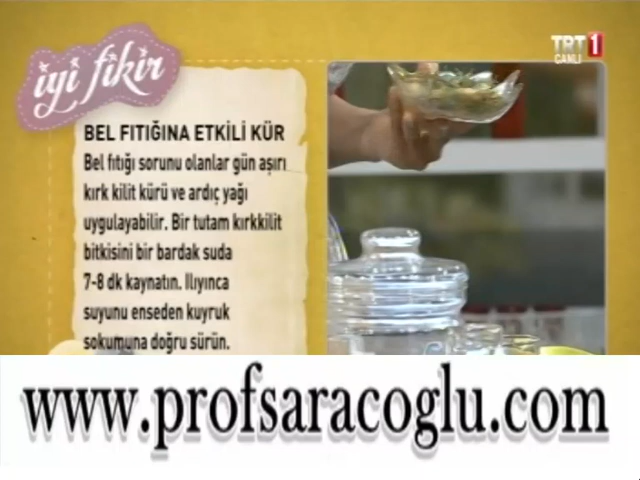 iyi fikir
TRT 1
CANLI
BEL FITIĞINA ETKİLİ KÜR
Bel fıtığı sorunu olanlar gün aşırı
kırk kilit kürü ve ardıç yağı
uygulayabilir. Bir tutam kırkkilit
bitkisini bir bardak suda
7-8 dk kaynatın. Ilıyınca
suyunu enseden kuyruk
sokumuna doğru sürün.
www.profsaracoglu.com